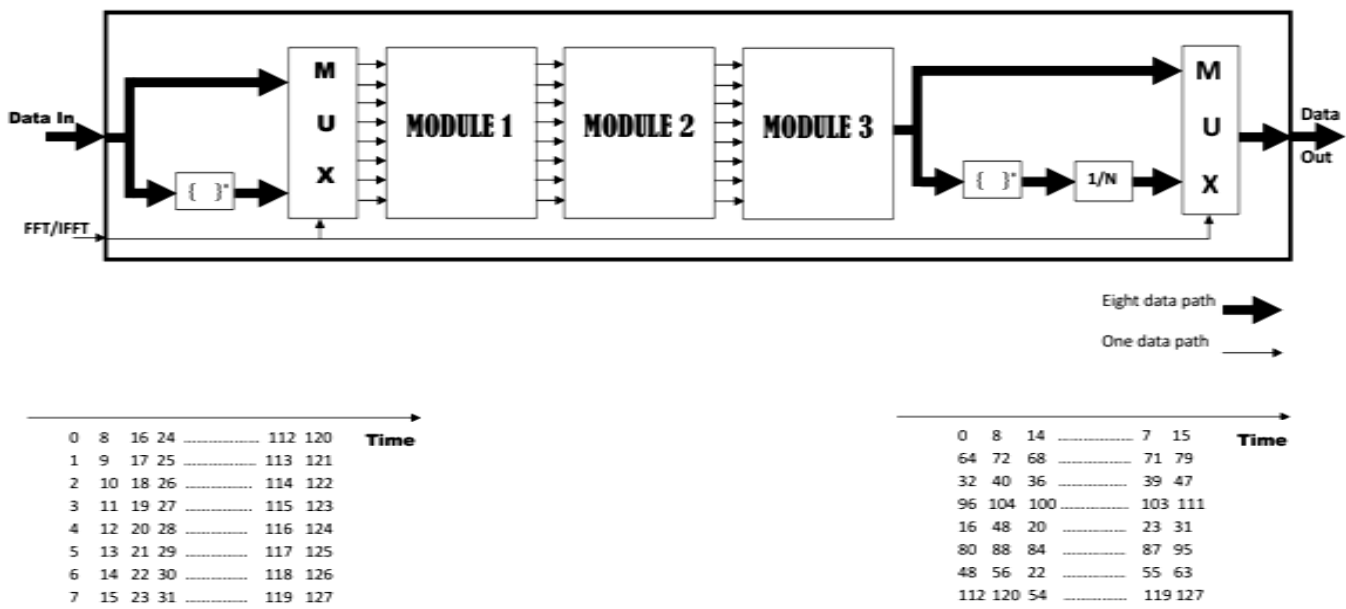 M
U
X
MODULE 1
MODULE 2
MODULE 3
M
U
X
Data In
Data
Out
{ }*
{ }*
1/N
FFT/IFFT
Eight data path
One data path
0 8 16 24 .................. 112 120 Time
1 9 17 25 .................. 113 121
2 10 18 26 .................. 114 122
3 11 19 27 .................. 115 123
4 12 20 28 .................. 116 124
5 13 21 29 .................. 117 125
6 14 22 30 .................. 118 126
7 15 23 31 .................. 119 127
0 8 14 .................. 7 15 Time
64 72 68 .................. 71 79
32 40 36 .................. 39 47
96 104 100 .................. 103 111
16 48 20 .................. 23 31
80 88 84 .................. 87 95
48 56 22 .................. 55 63
112 120 54 .................. 119 127